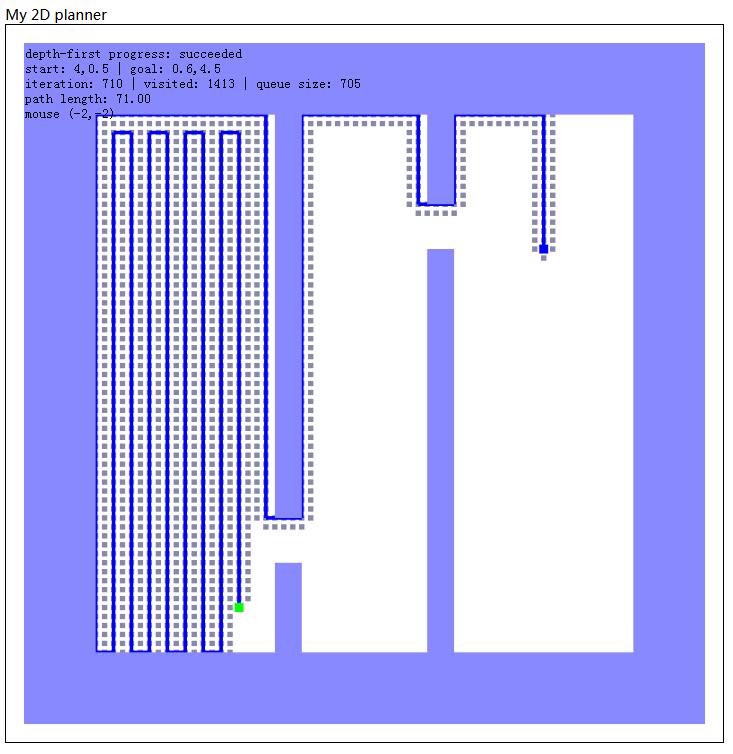 My 2D planner
depth-first progress: succeeded
start: 4,0.5 | goal: 0.6,4.5
iteration: 710 | visited: 1413 | queue size: 705
path length: 71.00
mouse (-2,-2)